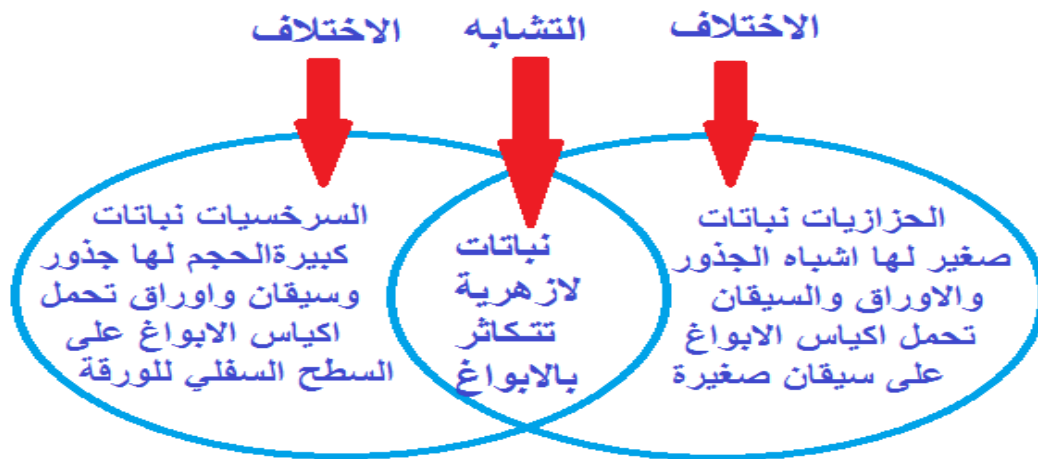 الاختلاف
التشابه
الاختلاف
الحزازيات نباتات
صغير لها اشباه الجذور
والاوراق والسيقان
تحمل اكياس الابواغ
على سيقان صغيرة
نباتات
لازهرية
تتكاثر
بالابواغ
السرخسيات نباتات
كبيرةالحجم لها جذور
وسيقان واوراق تحمل
اكياس الابواغ على
السطح السفلي للورقة